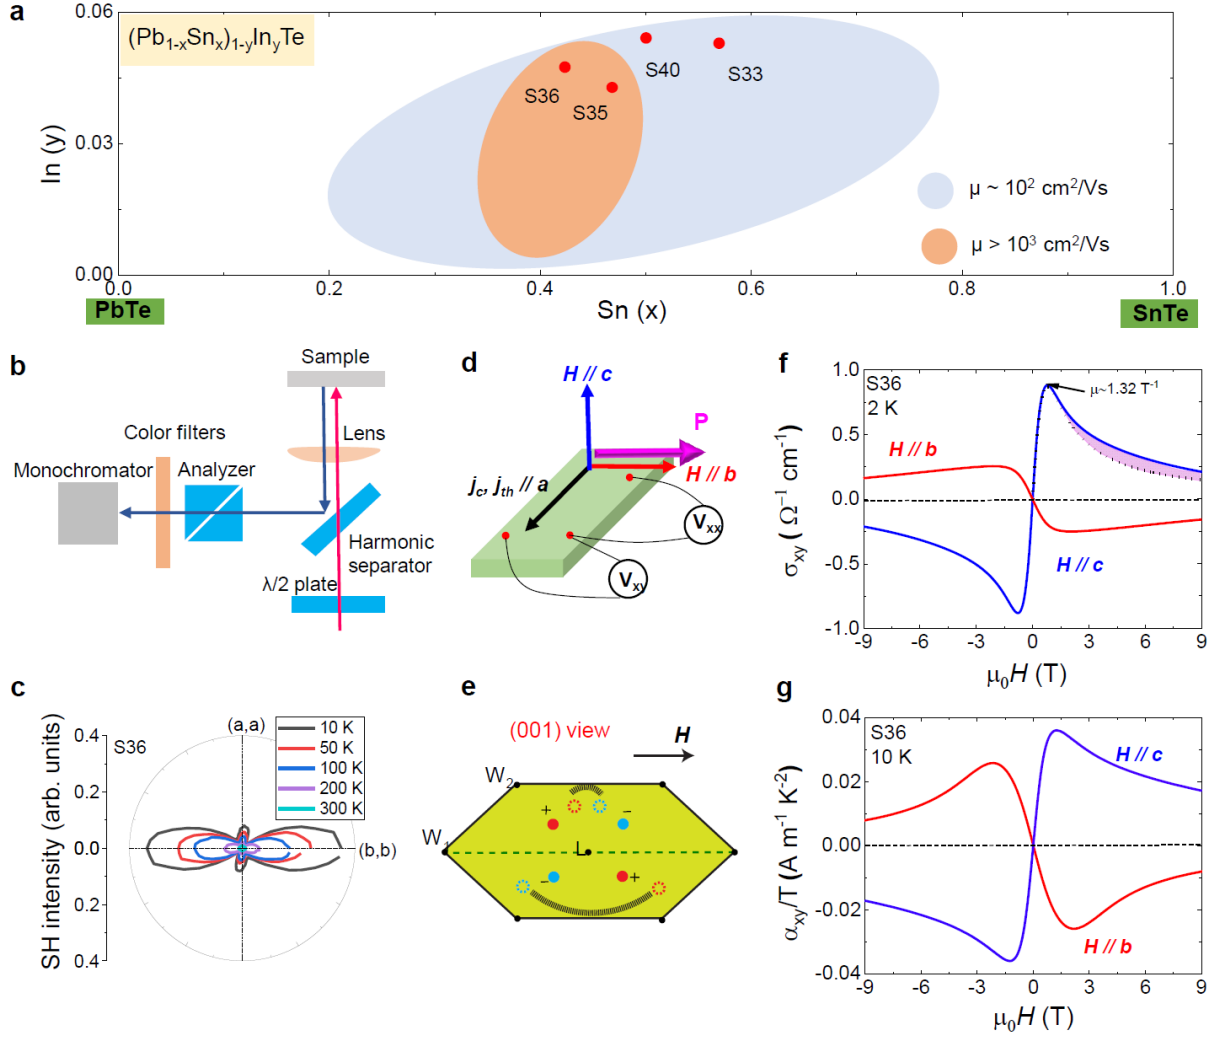 a
(Pb1-xSnx)1-yInyTe
0.06
0.03
0.00
In (y)
S36
S35
S40
S33
μ ~ 10² cm²/Vs
μ > 10³ cm²/Vs
0.0
0.2
0.4
0.6
0.8
1.0
PbTe
Sn (x)
SnTe
b
Sample
Color filters
Lens
Monochromator
Analyzer
Harmonic
separator
λ/2 plate
c
SH intensity (arb. units)
S36
(a,a)
(b,b)
0.4
0.2
0.0
0.2
0.4
10 K
50 K
100 K
200 K
300 K
d
H // c
P
H // b
jc, jth // a
Vxx
Vxy
e
(001) view
H
W2
W1
+
−
L
−
+
f
S36
2 K
μ~1.32 T⁻¹
H // b
H // c
σxy ( Ω⁻¹ cm⁻¹)
1.0
0.5
0.0
-0.5
-1.0
-9
-6
-3
0
3
6
9
μ0H (T)
g
S36
10 K
H // c
H // b
αxy/T (A m⁻¹ K⁻²)
0.04
0.02
0.00
-0.02
-0.04
-9
-6
-3
0
3
6
9
μ0H (T)